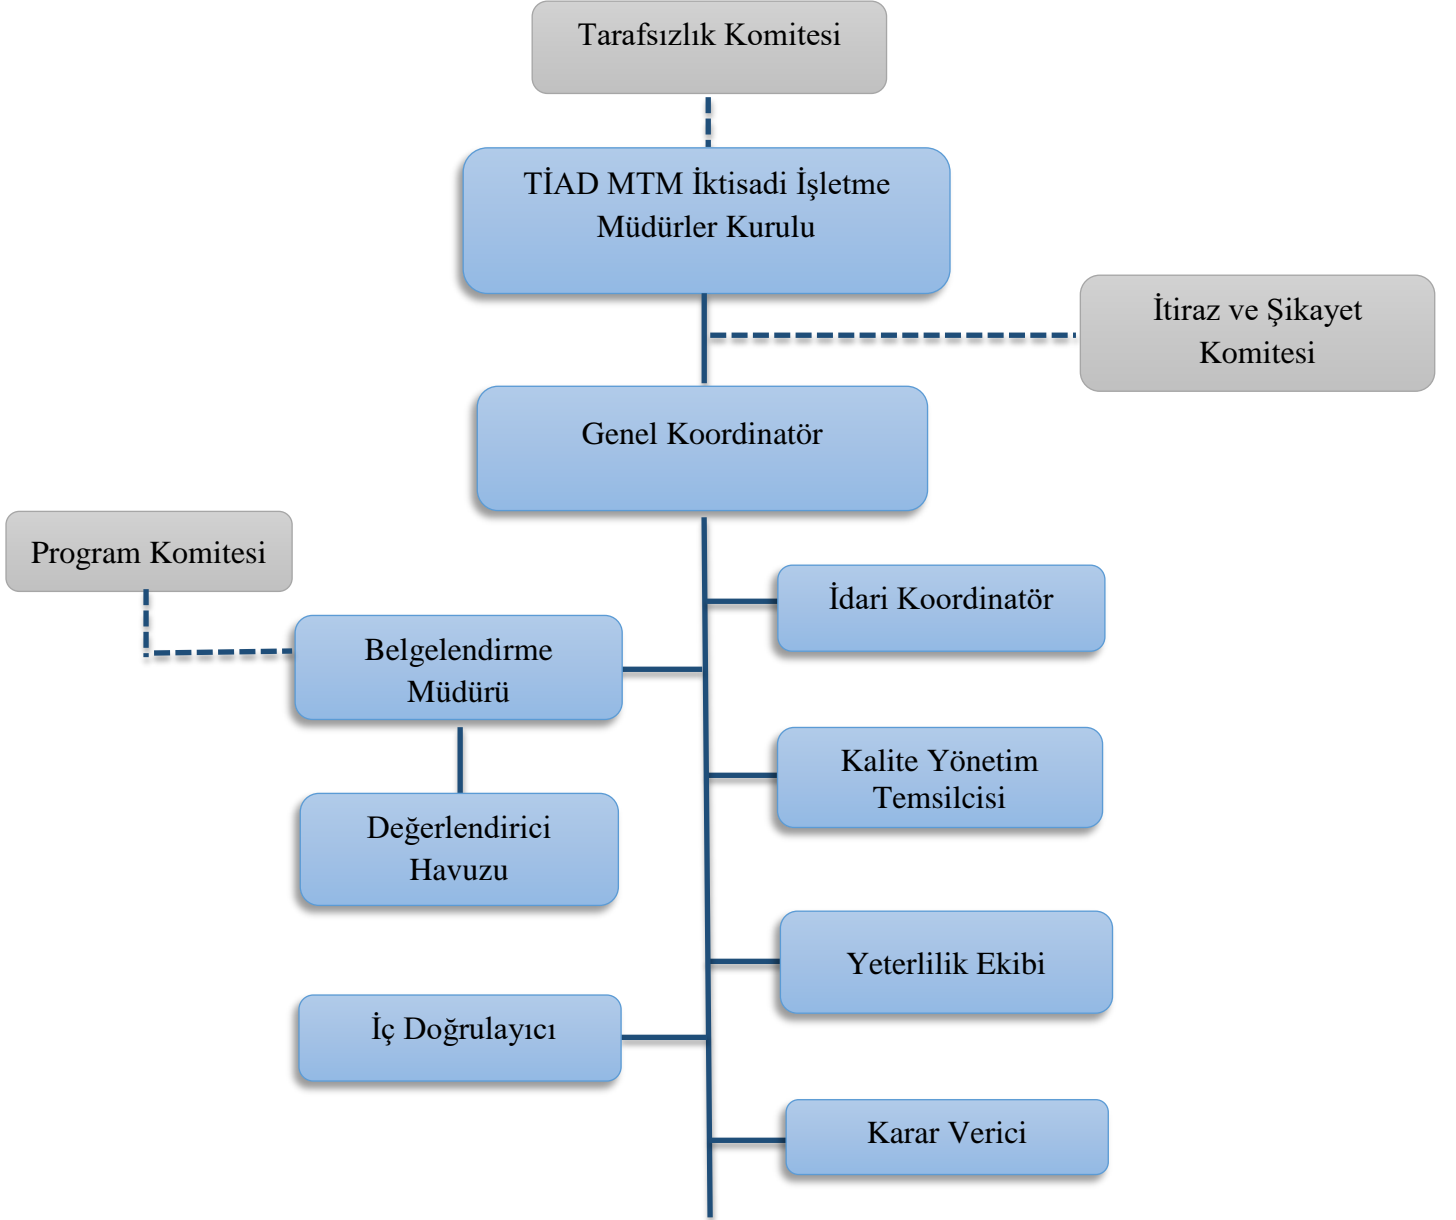 Tarafsızlık Komitesi
TİAD MTM İktisadi İşletme
Müdürler Kurulu
İtiraz ve Şikayet
Komitesi
Genel Koordinatör
Program Komitesi
İdari Koordinatör
Belgelendirme
Müdürü
Kalite Yönetim
Temsilcisi
Değerlendirici
Havuzu
Yeterlilik Ekibi
İç Doğrulayıcı
Karar Verici